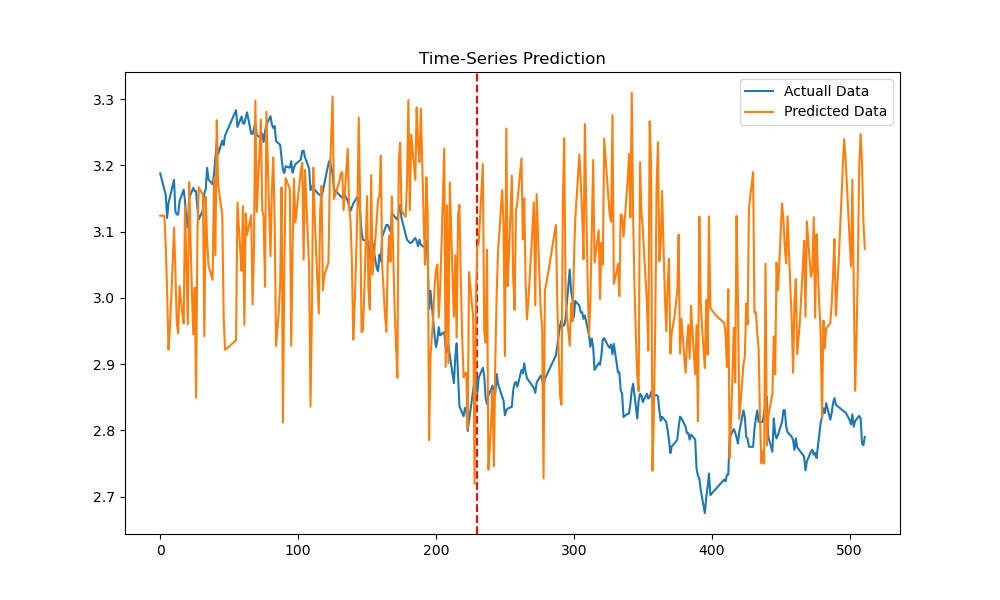 Time-Series Prediction
Actuall Data
Predicted Data
3.3
3.2
3.1
3.0
2.9
2.8
2.7
0 100 200 300 400 500